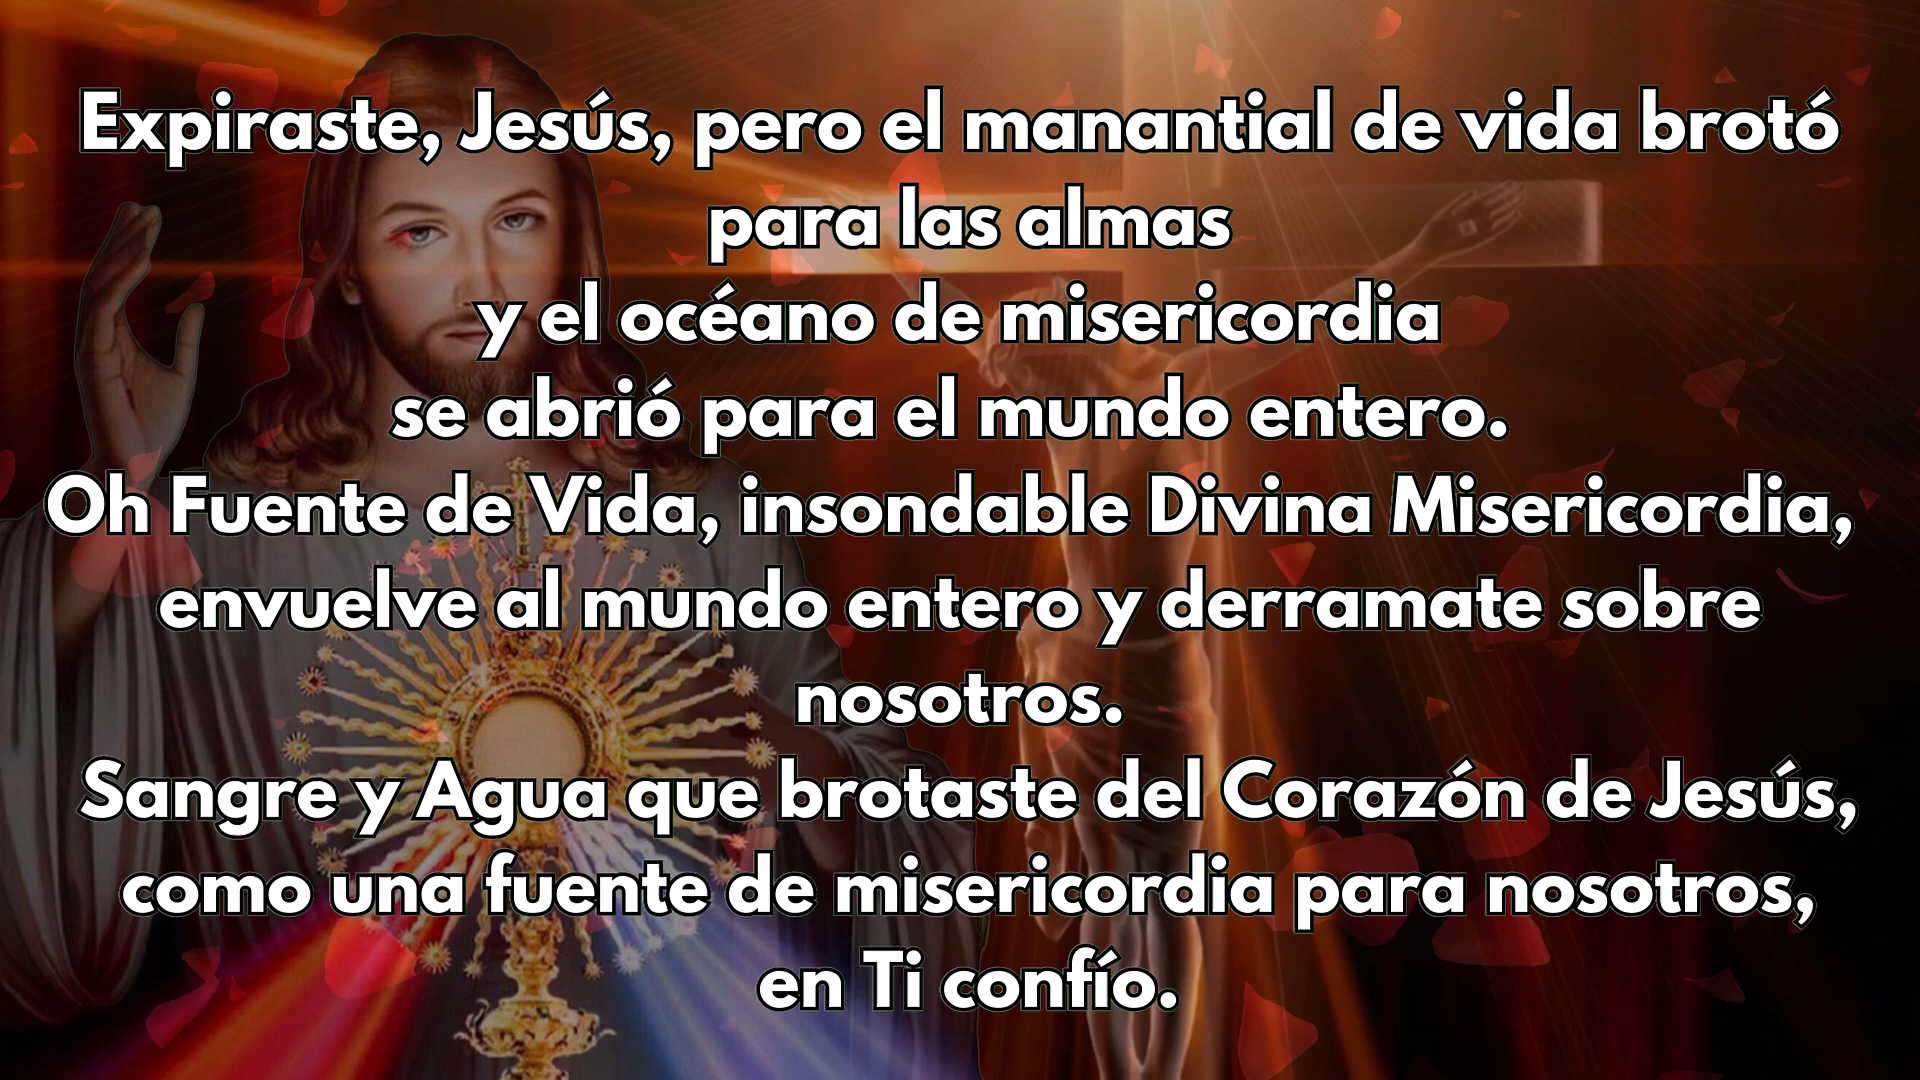 Expiraste, Jesús, pero el manantial de vida brotó
para las almas
y el océano de misericordia
se abrió para el mundo entero.
Oh Fuente de Vida, insondable Divina Misericordia,
envuelve al mundo entero y derramate sobre
nosotros.
Sangre y Agua que brotaste del Corazón de Jesús,
como una fuente de misericordia para nosotros,
en Ti confío.